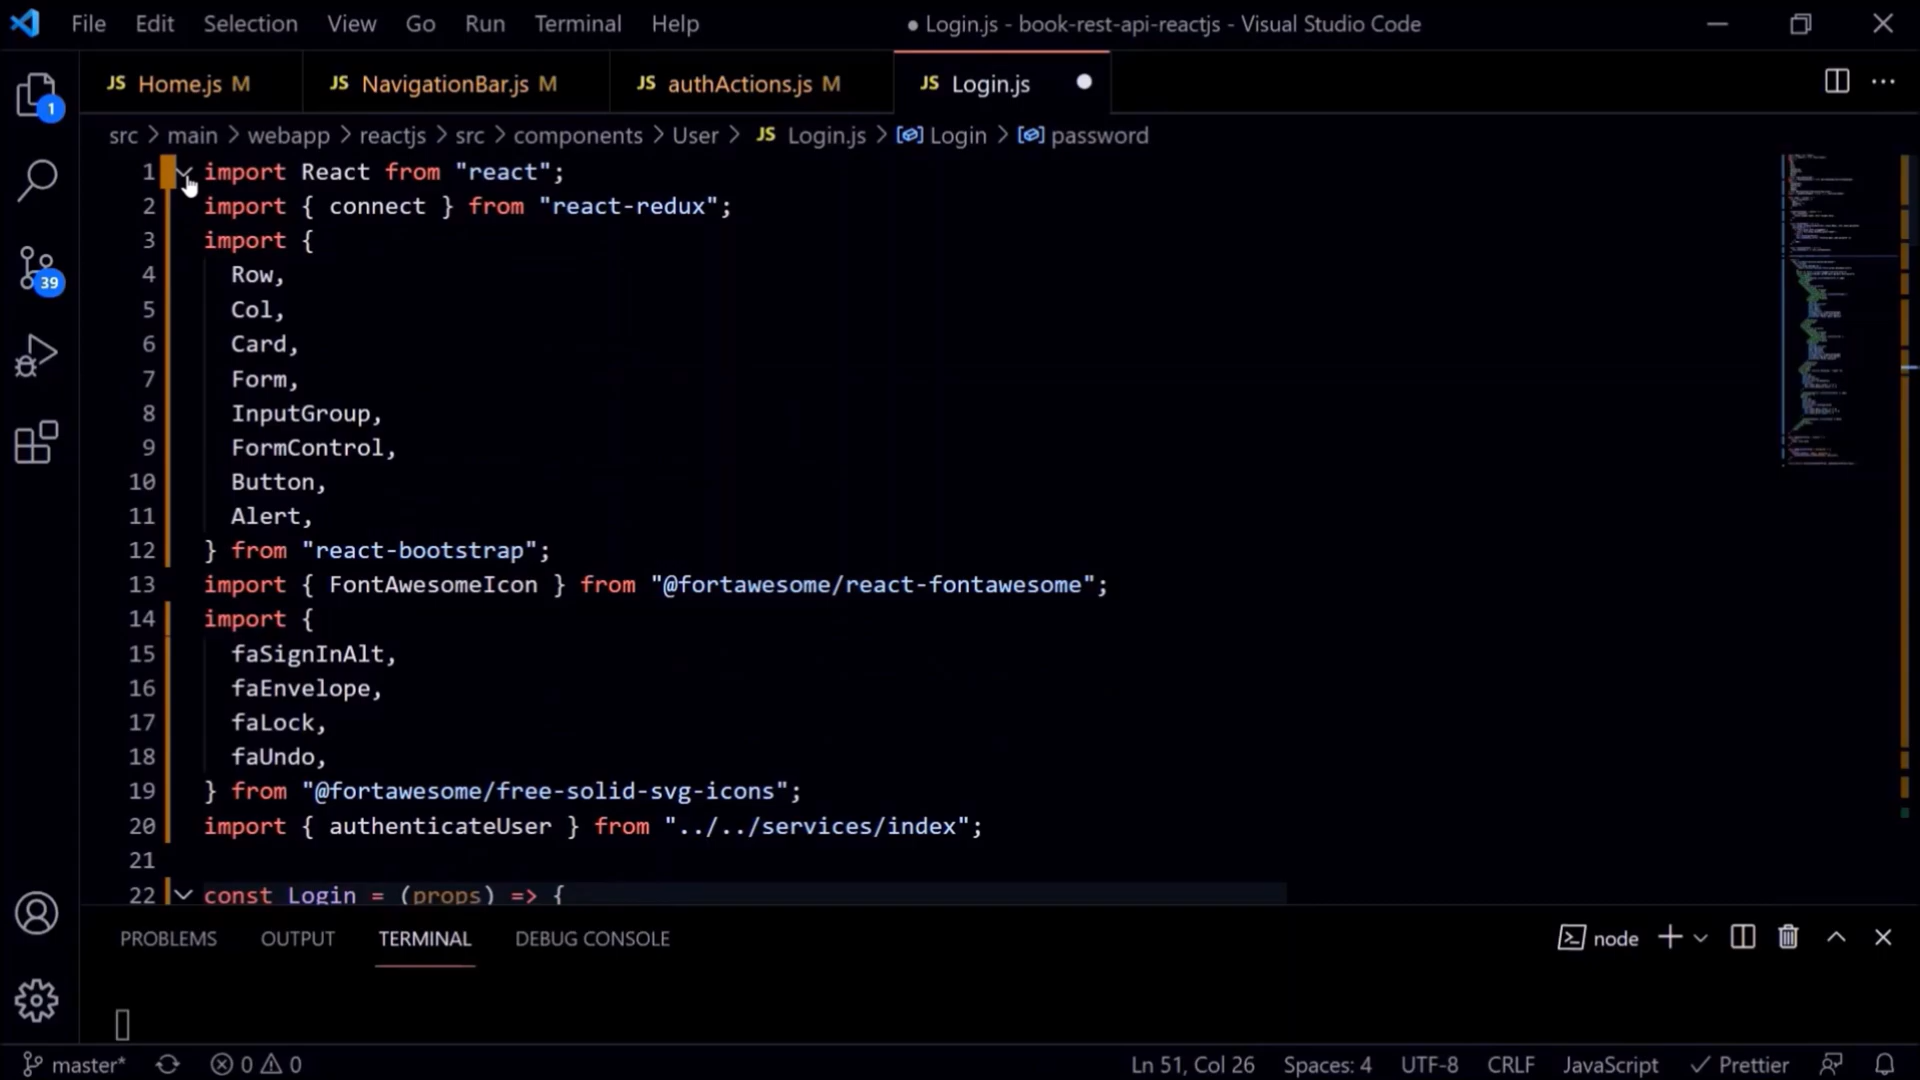 File Edit Selection View Go Run Terminal Help ● Login.js - book-rest-api-reactjs - Visual Studio Code
JS Home.js M JS NavigationBar.js M JS authActions.js M JS Login.js
src > main > webapp > reactjs > src > components > User > JS Login.js > Login > password
1 import React from "react";
2 import { connect } from "react-redux";
3 import {
4 Row,
5 Col,
6 Card,
7 Form,
8 InputGroup,
9 FormControl,
10 Button,
11 Alert,
12 } from "react-bootstrap";
13 import { FontAwesomeIcon } from "@fortawesome/react-fontawesome";
14 import {
15 faSignInAlt,
16 faEnvelope,
17 faLock,
18 faUndo,
19 } from "@fortawesome/free-solid-svg-icons";
20 import { authenticateUser } from "../../services/index";
21
22 const Login = (props) => {
1
39
PROBLEMS OUTPUT TERMINAL DEBUG CONSOLE node
master* 0 0 Ln 51, Col 26 Spaces: 4 UTF-8 CRLF JavaScript Prettier